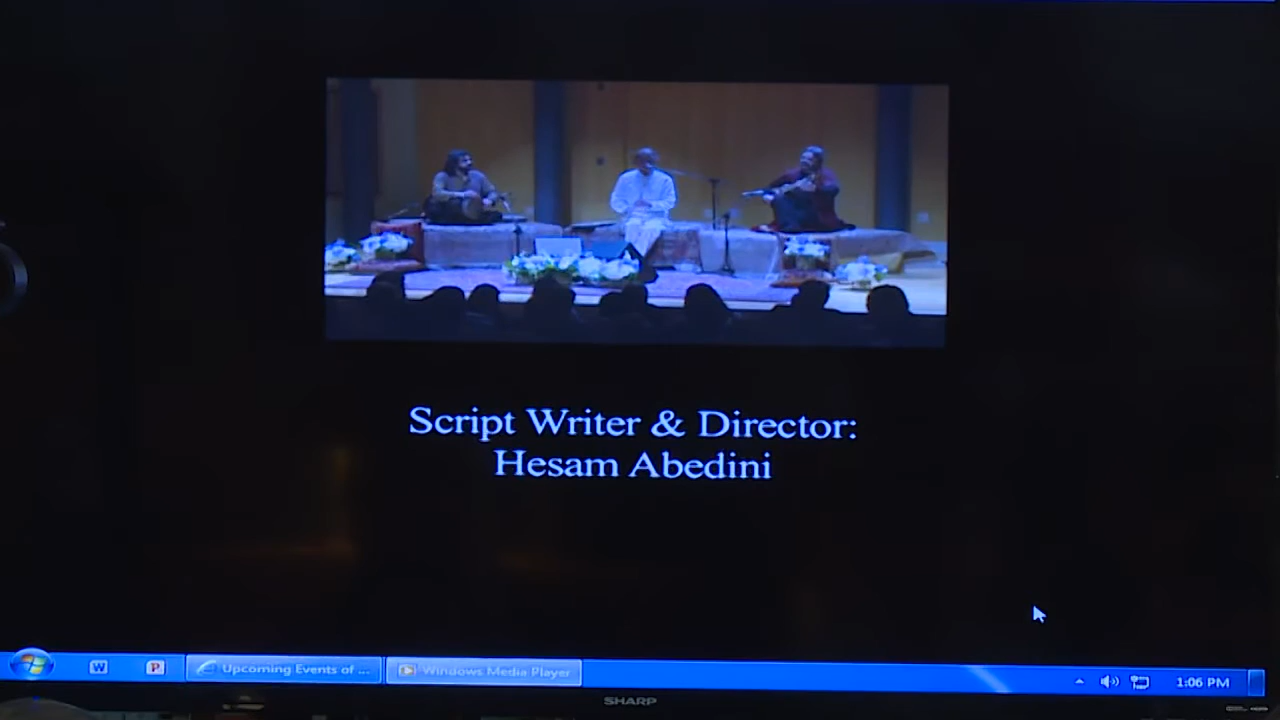 Script Writer & Director:
Hesam Abedini
Upcoming Events of ...
Windows Media Player
1:06 PM
SHARP